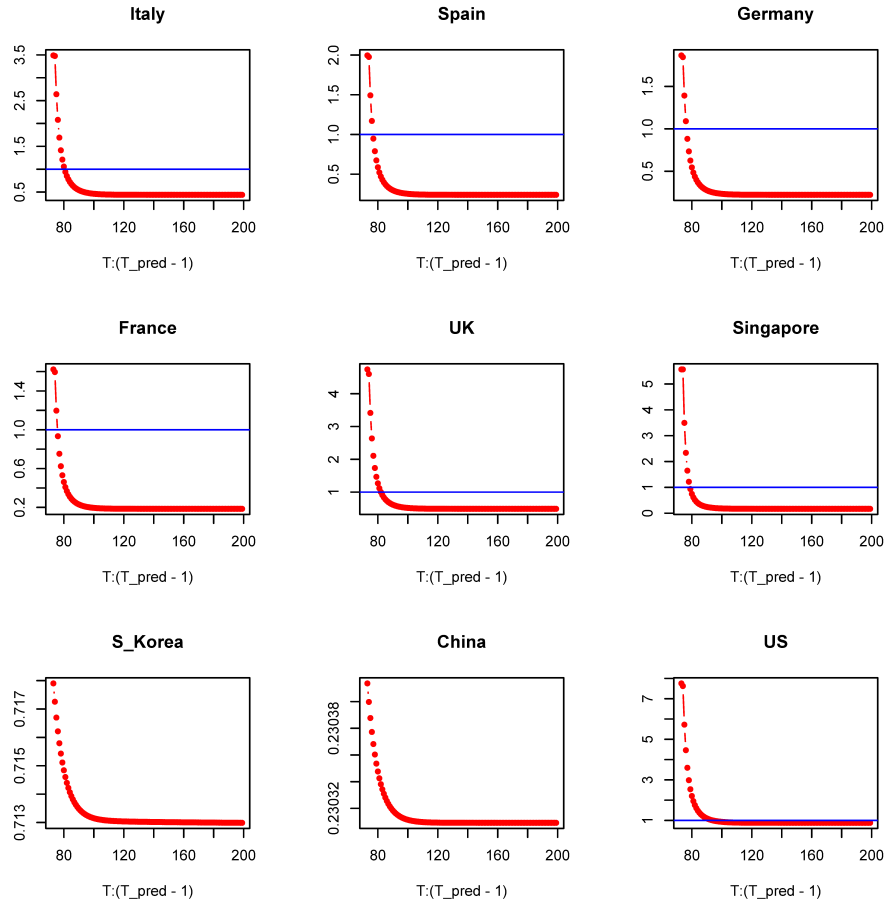 Italy
3.5
2.5
1.5
0.5
80 120 160 200
T:(T_pred - 1)
Spain
2.0
1.5
1.0
0.5
80 120 160 200
T:(T_pred - 1)
Germany
1.5
1.0
0.5
80 120 160 200
T:(T_pred - 1)
France
1.4
1.0
0.6
0.2
80 120 160 200
T:(T_pred - 1)
UK
4
3
2
1
80 120 160 200
T:(T_pred - 1)
Singapore
5
4
3
2
1
0
80 120 160 200
T:(T_pred - 1)
S_Korea
0.717
0.715
0.713
80 120 160 200
T:(T_pred - 1)
China
0.23038
0.23032
80 120 160 200
T:(T_pred - 1)
US
7
5
3
1
80 120 160 200
T:(T_pred - 1)